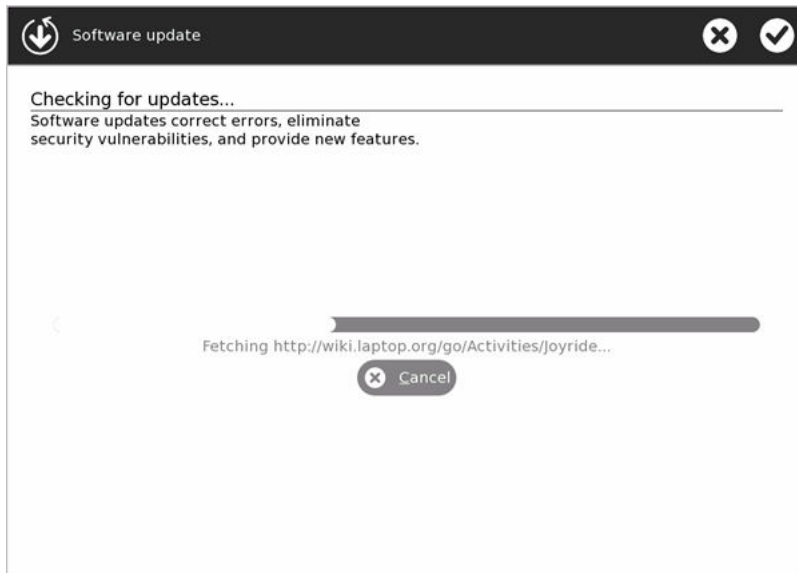 Software update
Checking for updates...
Software updates correct errors, eliminate
security vulnerabilities, and provide new features.
Fetching http://wiki.laptop.org/go/Activities/Joyride...
Cancel